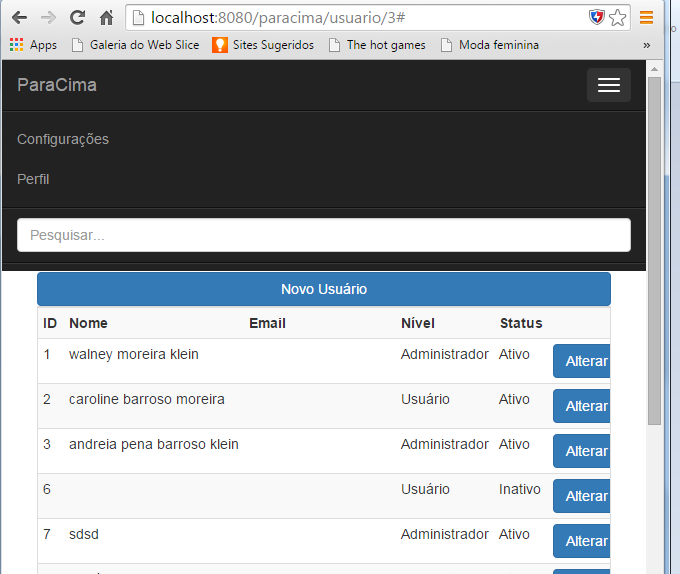 localhost:8080/paracima/usuario/3#
Apps Galeria do Web Slice Sites Sugeridos The hot games Moda feminina »
ParaCima
Configurações
Perfil
Pesquisar...
Novo Usuário
ID Nome Email Nível Status
1 walney moreira klein Administrador Ativo Alterar
2 caroline barroso moreira Usuário Ativo Alterar
3 andreia pena barroso klein Administrador Ativo Alterar
6 Usuário Inativo Alterar
7 sdsd Administrador Ativo Alterar